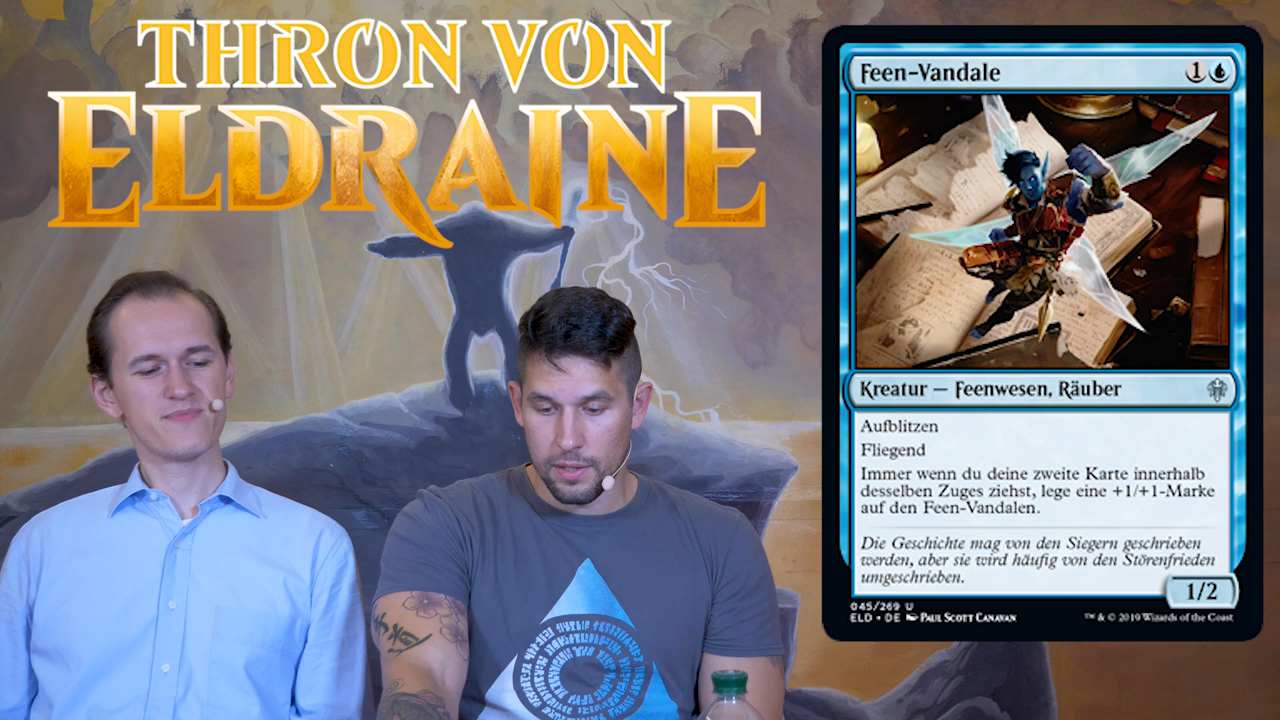 THRON VON
ELDRAINE
Feen-Vandale
1
Kreatur — Feenwesen, Räuber
Aufblitzen
Fliegend
Immer wenn du deine zweite Karte innerhalb
desselben Zuges ziehst, lege eine +1/+1-Marke
auf den Feen-Vandalen.
Die Geschichte mag von den Siegern geschrieben
werden, aber sie wird häufig von den Störenfrieden
umgeschrieben.
1/2
045/269 U
ELD • DE Paul Scott Canavan
™ & © 2019 Wizards of the Coast